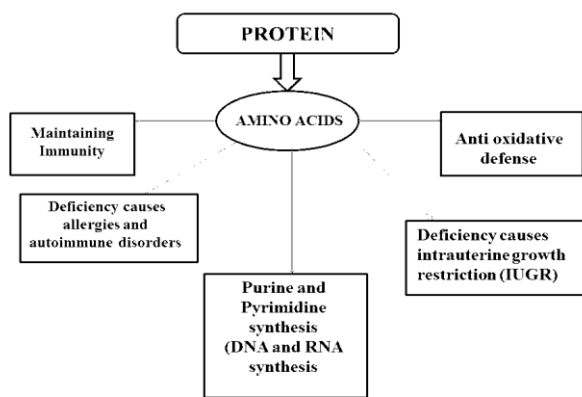 PROTEIN
AMINO ACIDS
Maintaining
Immunity
Anti oxidative
defense
Deficiency causes
allergies and
autoimmune disorders
Deficiency causes
intrauterine growth
restriction (IUGR)
Purine and
Pyrimidine
synthesis
(DNA and RNA
synthesis